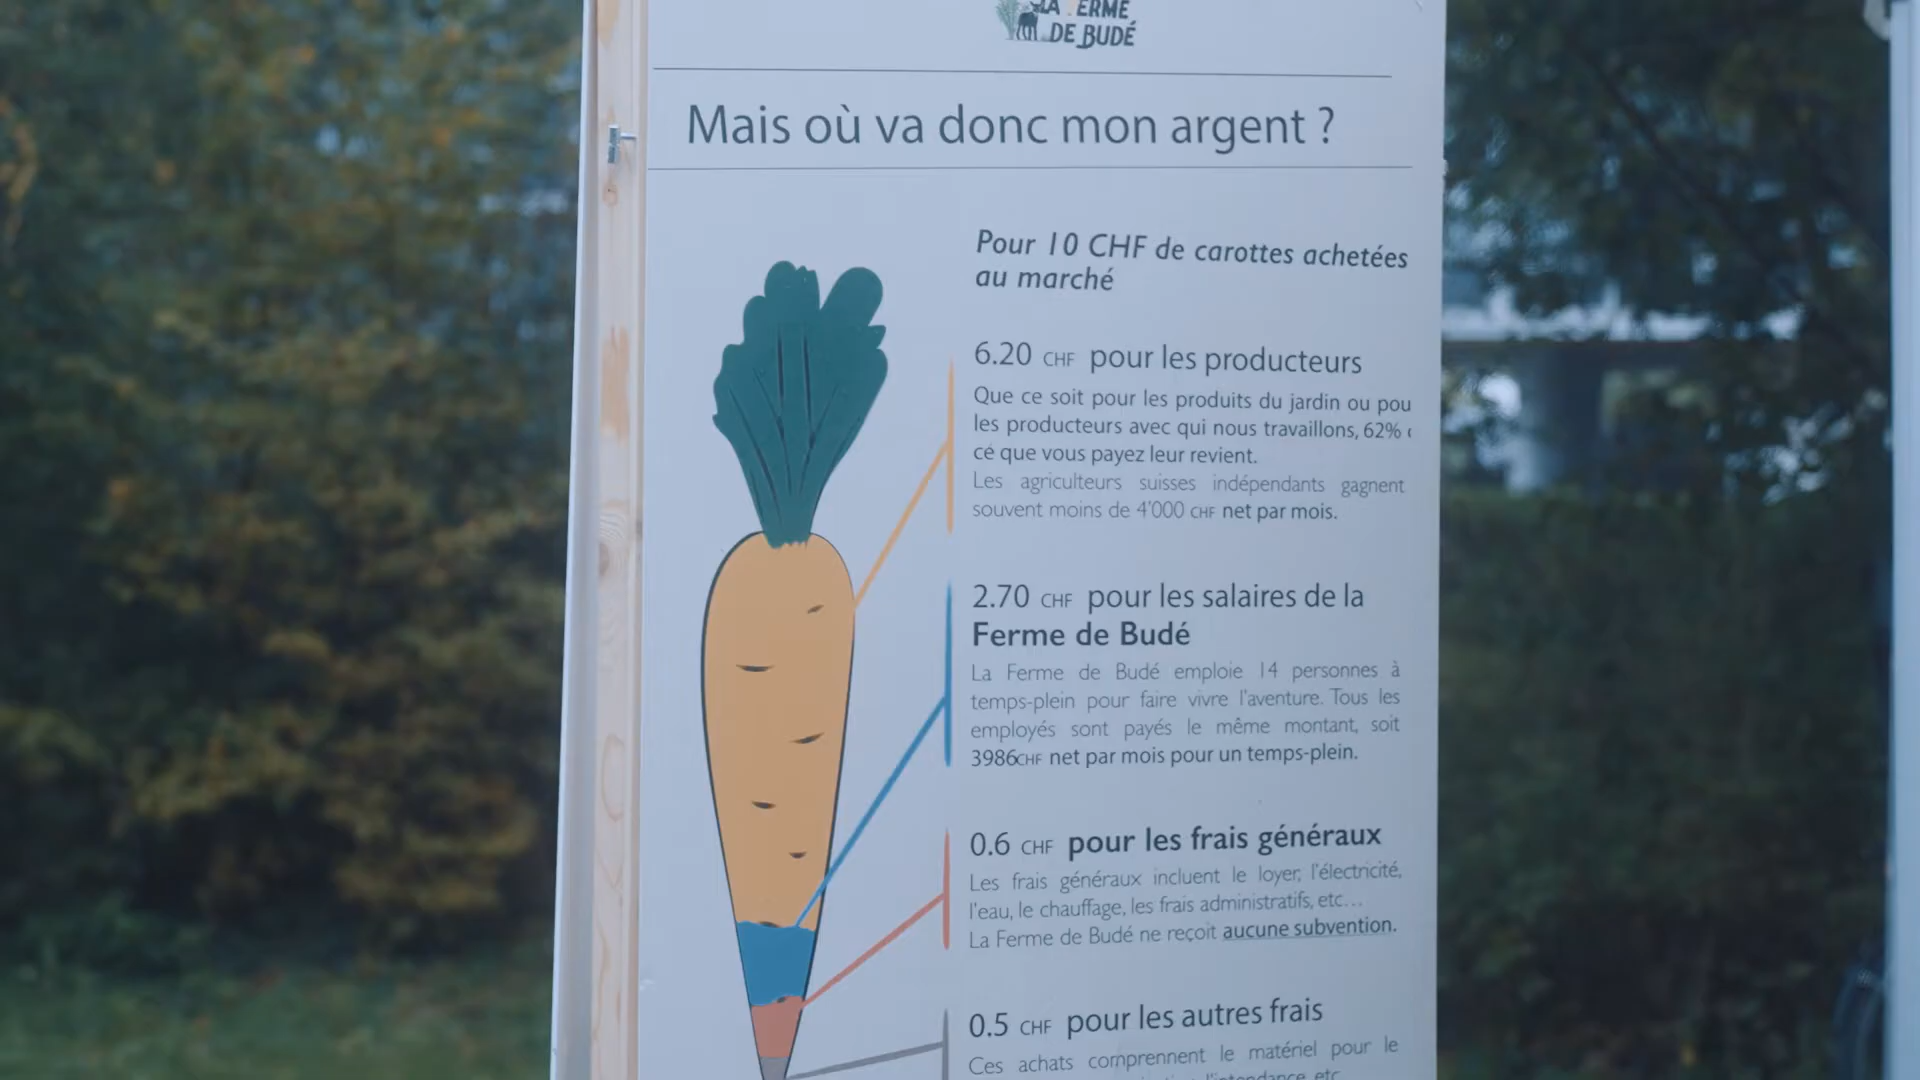 LA FERME
DE BUDÉ
Mais où va donc mon argent ?
Pour 10 CHF de carottes achetées
au marché
6.20 CHF pour les producteurs
Que ce soit pour les produits du jardin ou pou
les producteurs avec qui nous travaillons, 62%
ce que vous payez leur revient.
Les agriculteurs suisses indépendants gagnent
souvent moins de 4'000 CHF net par mois.
2.70 CHF pour les salaires de la
Ferme de Budé
La Ferme de Budé emploie 14 personnes à
temps-plein pour faire vivre l'aventure. Tous les
employés sont payés le même montant, soit
3986CHF net par mois pour un temps-plein.
0.6 CHF pour les frais généraux
Les frais généraux incluent le loyer, l'électricité,
l'eau, le chauffage, les frais administratifs, etc...
La Ferme de Budé ne reçoit aucune subvention.
0.5 CHF pour les autres frais
Ces achats comprennent le matériel pour le
l'intendance, etc